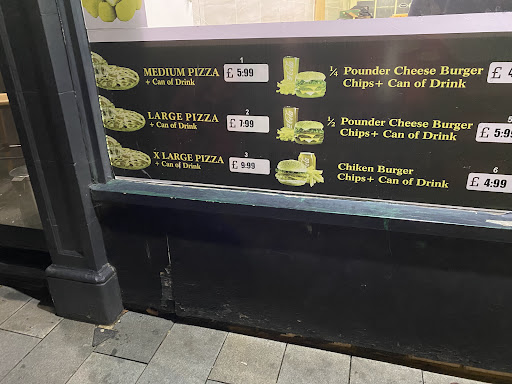 1
MEDIUM PIZZA £ 5:99
+ Can of Drink
2
LARGE PIZZA £ 7:99
+ Can of Drink
3
X LARGE PIZZA £ 9:99
+ Can of Drink
¼ Pounder Cheese Burger £ 4
Chips+ Can of Drink
5
½ Pounder Cheese Burger £ 5:99
Chips+ Can of Drink
6
Chiken Burger £ 4:99
Chips+ Can of Drink